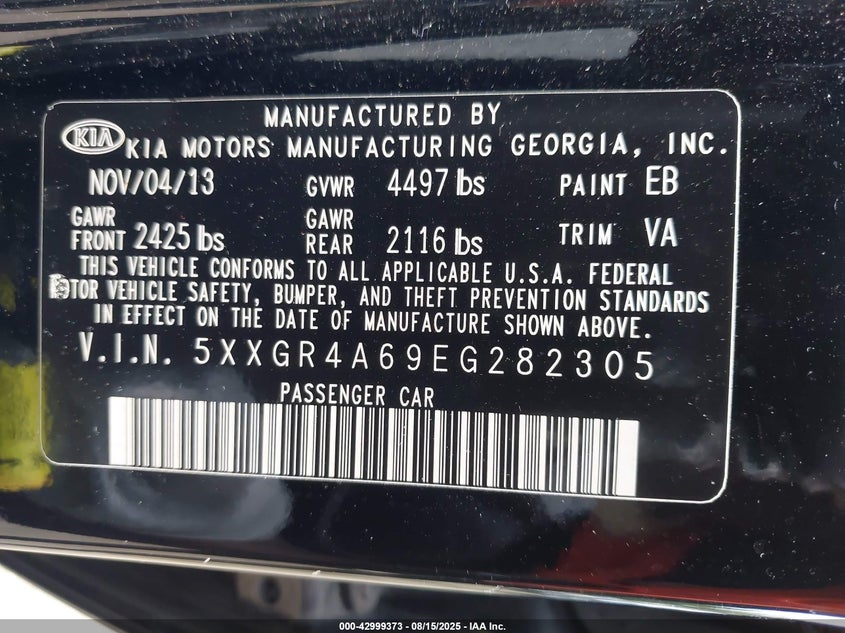 MANUFACTURED BY
KIA KIA MOTORS MANUFACTURING GEORGIA, INC.
NOV/04/13 GVWR 4497 lbs PAINT EB
GAWR FRONT 2425 lbs GAWR REAR 2116 lbs TRIM VA
THIS VEHICLE CONFORMS TO ALL APPLICABLE U.S.A. FEDERAL
MOTOR VEHICLE SAFETY, BUMPER, AND THEFT PREVENTION STANDARDS
IN EFFECT ON THE DATE OF MANUFACTURE SHOWN ABOVE.
V.I.N. 5XXGR4A69EG282305
PASSENGER CAR
000-42999373 - 08/15/2025 - IAA Inc.